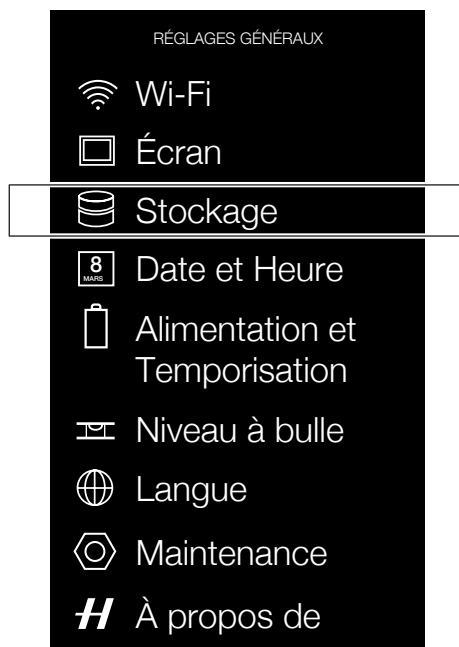 RÉGLAGES GÉNÉRAUX
Wi-Fi
Écran
Stockage
8
MARS
Date et Heure
Alimentation et
Temporisation
Niveau à bulle
Langue
Maintenance
H À propos de